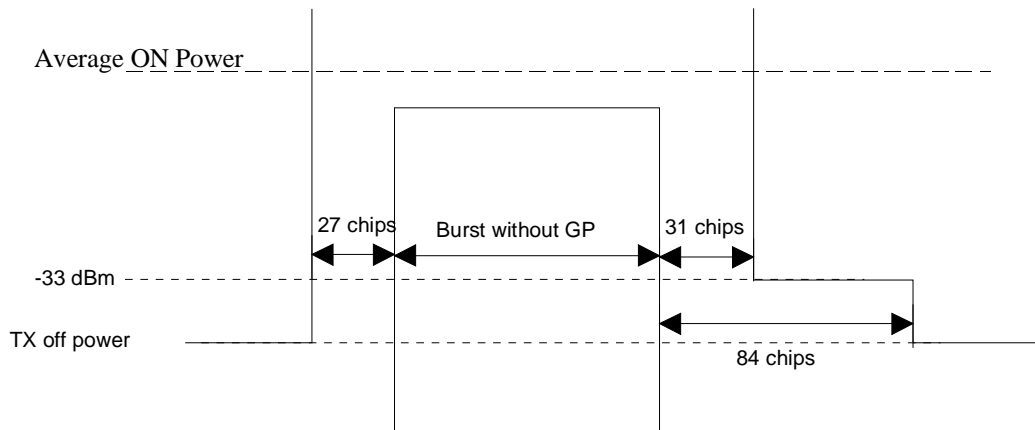 Average ON Power
27 chips
Burst without GP
31 chips
-33 dBm
TX off power
84 chips